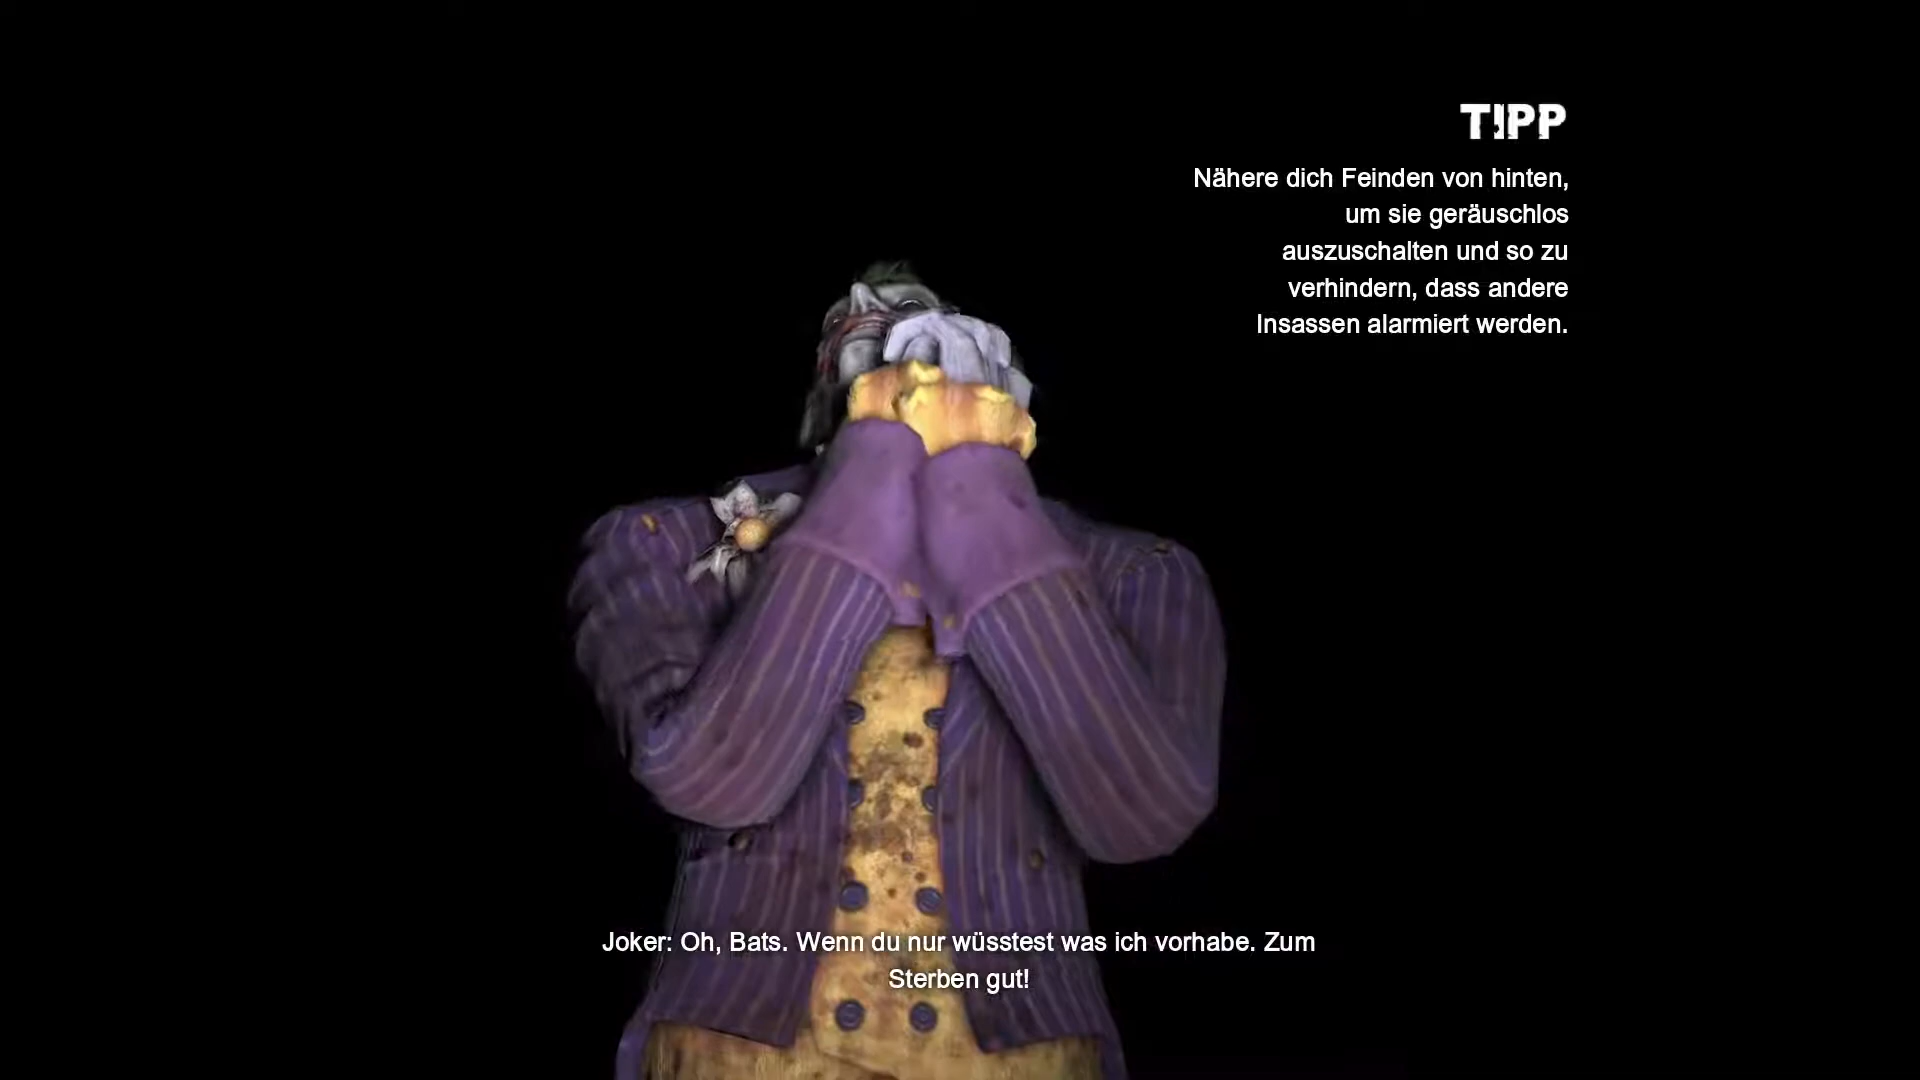 TIPP
Nähere dich Feinden von hinten,
um sie geräuschlos
auszuschalten und so zu
verhindern, dass andere
Insassen alarmiert werden.
Joker: Oh, Bats. Wenn du nur wüsstest was ich vorhabe. Zum
Sterben gut!